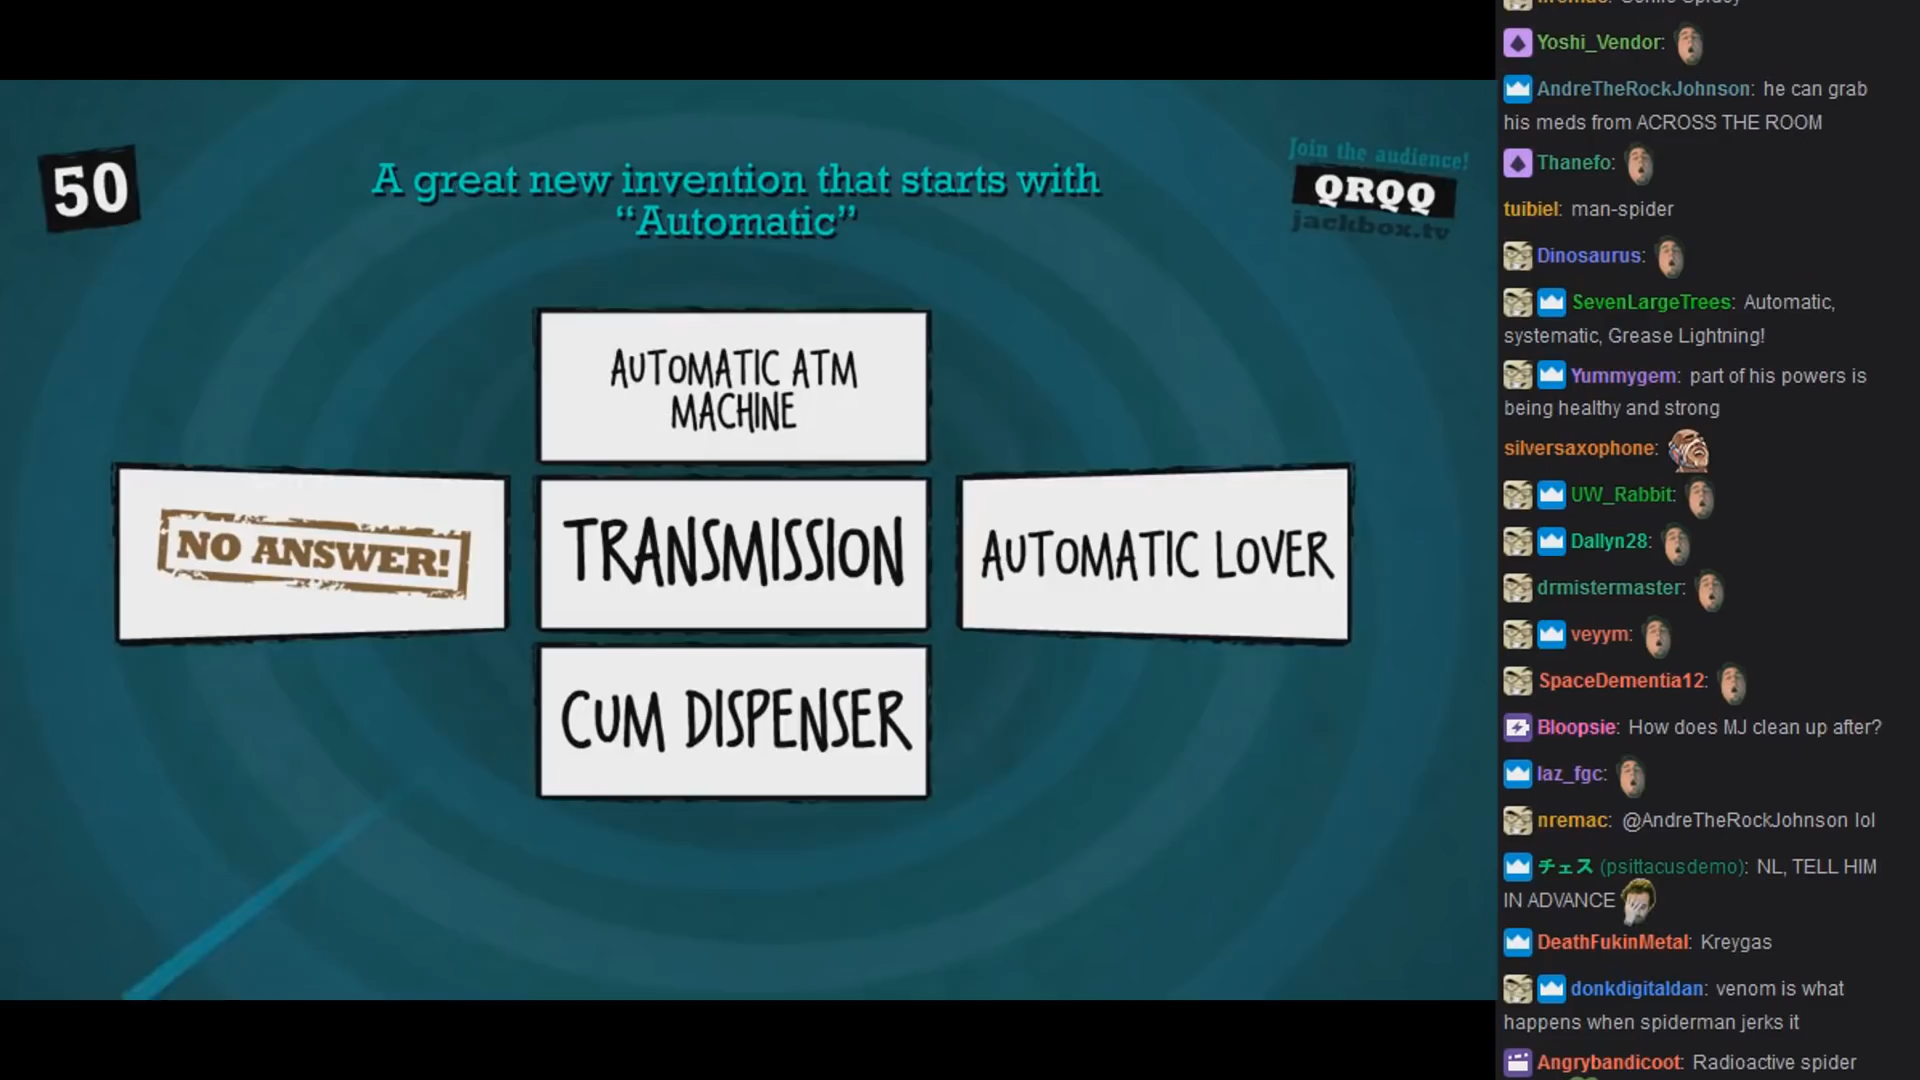 50
A great new invention that starts with
“Automatic”
Join the audience!
QRQQ
jackbox.tv
AUTOMATIC ATM
MACHINE
NO ANSWER!
TRANSMISSION
AUTOMATIC LOVER
CUM DISPENSER
Yoshi_Vendor:
AndreTheRockJohnson: he can grab
his meds from ACROSS THE ROOM
Thanefo:
tuibiel: man-spider
Dinosaurus:
SevenLargeTrees: Automatic,
systematic, Grease Lightning!
Yummygem: part of his powers is
being healthy and strong
silversaxophone:
UW_Rabbit:
Dallyn28:
drmistermaster:
veyym:
SpaceDementia12:
Bloopsie: How does MJ clean up after?
laz_fgc:
nremac: @AndreTheRockJohnson lol
チェス (psittacusdemo): NL, TELL HIM
IN ADVANCE
DeathFukinMetal: Kreygas
donkdigitaldan: venom is what
happens when spiderman jerks it
Angrybandicoot: Radioactive spider